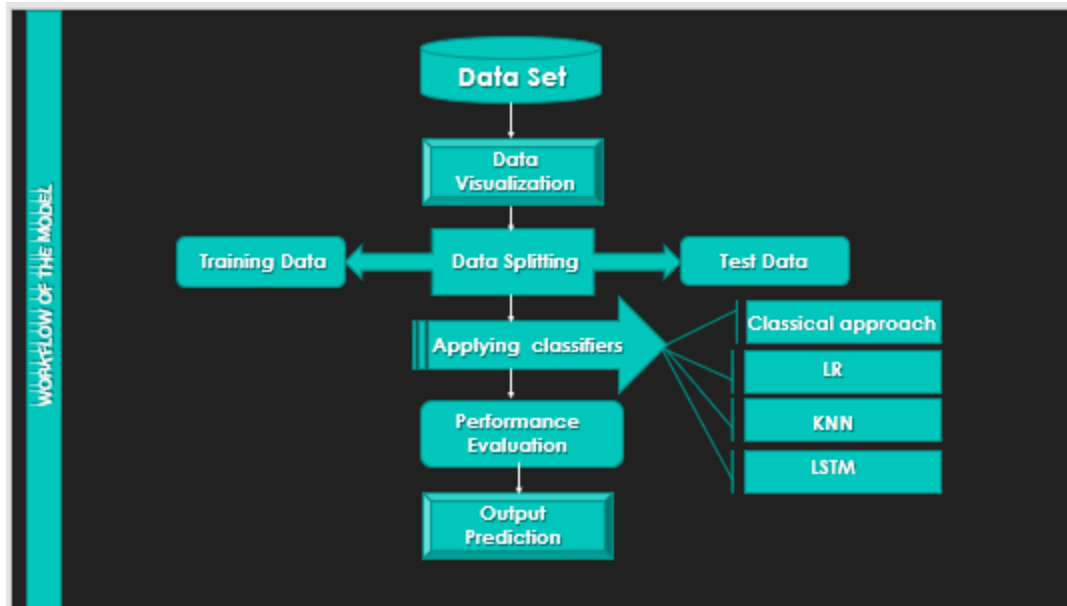 WORKFLOW OF THE MODEL
Data Set
Data
Visualization
Training Data
Data Splitting
Test Data
Applying classifiers
Classical approach
LR
KNN
LSTM
Performance
Evaluation
Output
Prediction